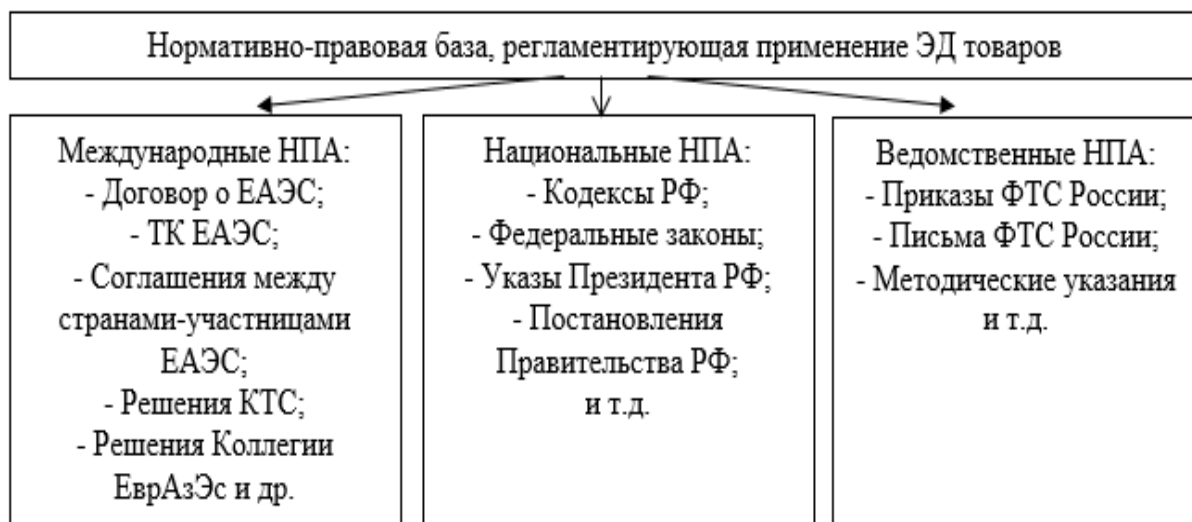 Нормативно-правовая база, регламентирующая применение ЭД товаров
Международные НПА:
- Договор о ЕАЭС;
- ТК ЕАЭС;
- Соглашения между
странами-участницами
ЕАЭС;
- Решения КТС;
- Решения Коллегии
ЕврАзЭс и др.
Национальные НПА:
- Кодексы РФ;
- Федеральные законы;
- Указы Президента РФ;
- Постановления
Правительства РФ;
и т.д.
Ведомственные НПА:
- Приказы ФТС России;
- Письма ФТС России;
- Методические указания
и т.д.